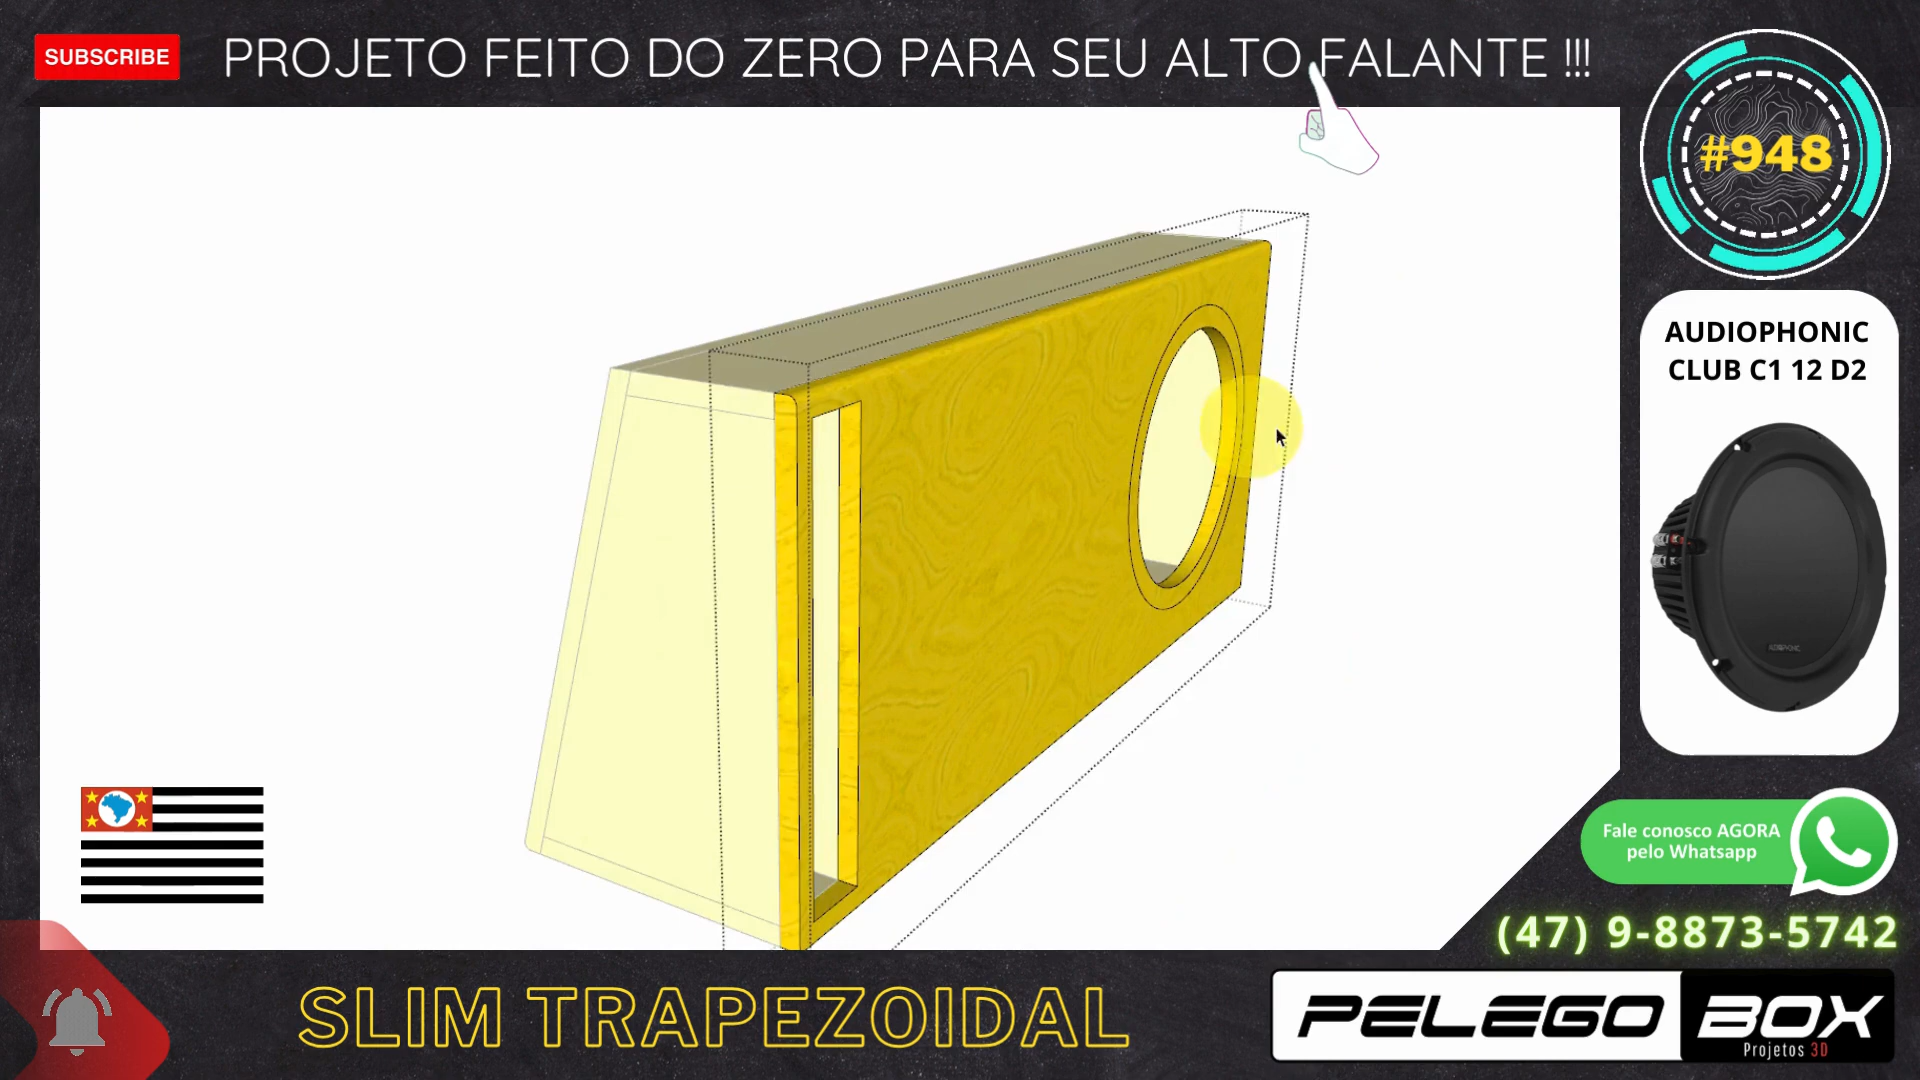 SUBSCRIBE
PROJETO FEITO DO ZERO PARA SEU ALTO FALANTE !!!
#948
AUDIOPHONIC
CLUB C1 12 D2
AUDIOPHONIC
Fale conosco AGORA
pelo Whatsapp
(47) 9-8873-5742
SLIM TRAPEZOIDAL
PELEGO BOX
Projetos 3D